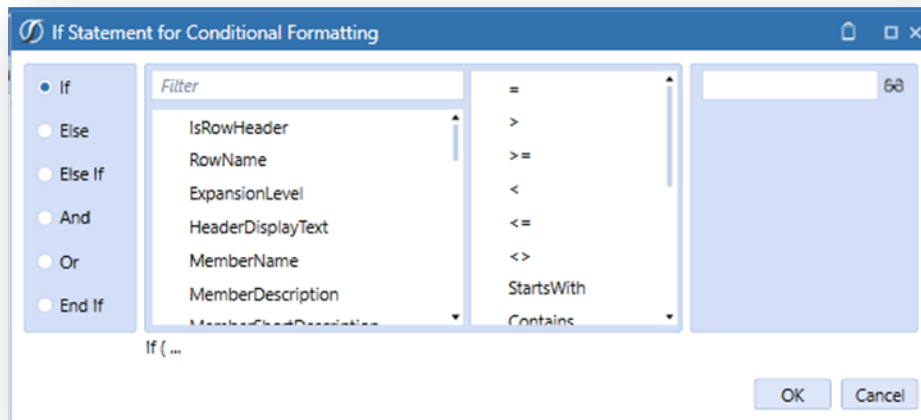 If Statement for Conditional Formatting
If
Else
Else If
And
Or
End If
Filter
IsRowHeader
RowName
ExpansionLevel
HeaderDisplayText
MemberName
MemberDescription
MemberShortDescription
=
>
>=
<
<=
<>
StartsWith
Contains
If ( ...
OK
Cancel